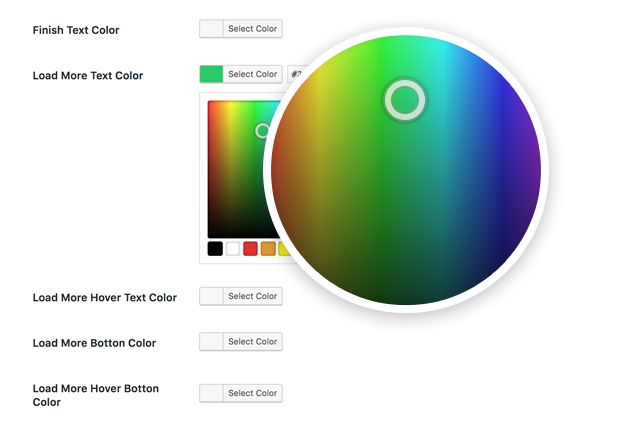 Finish Text Color Select Color
Load More Text Color Select Color
Load More Hover Text Color Select Color
Load More Botton Color Select Color
Load More Hover Botton Select Color
Color